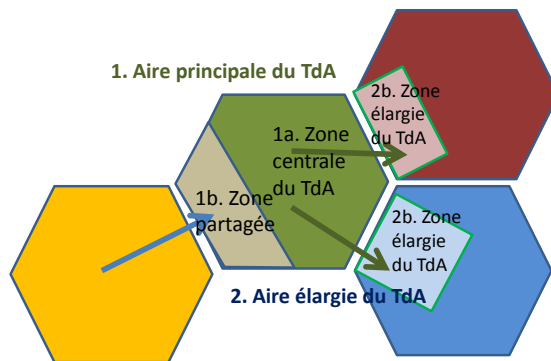 1. Aire principale du TdA
2b. Zone
élargie
du TdA
1a. Zone
centrale
du TdA
1b. Zone
partagée
2b. Zone
élargie
du TdA
2. Aire élargie du TdA